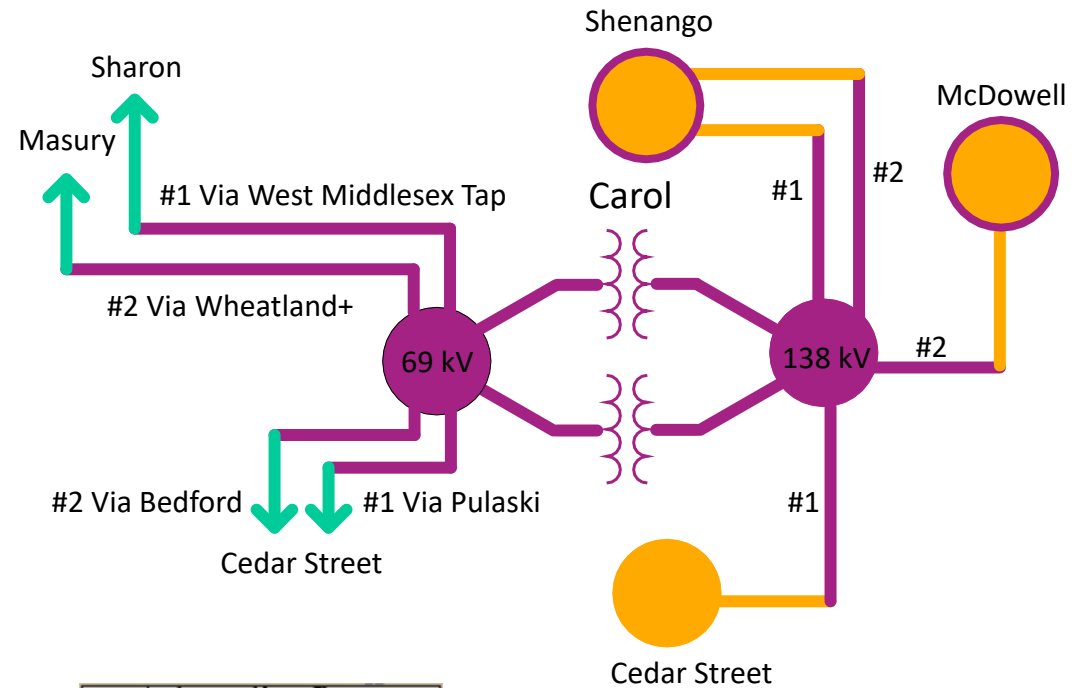 Shenango
Sharon
McDowell
Masury
#1 Via West Middlesex Tap
Carol
#1
#2
#2 Via Wheatland+
69 kV
138 kV
#2
#2 Via Bedford
#1 Via Pulaski
#1
Cedar Street
Cedar Street